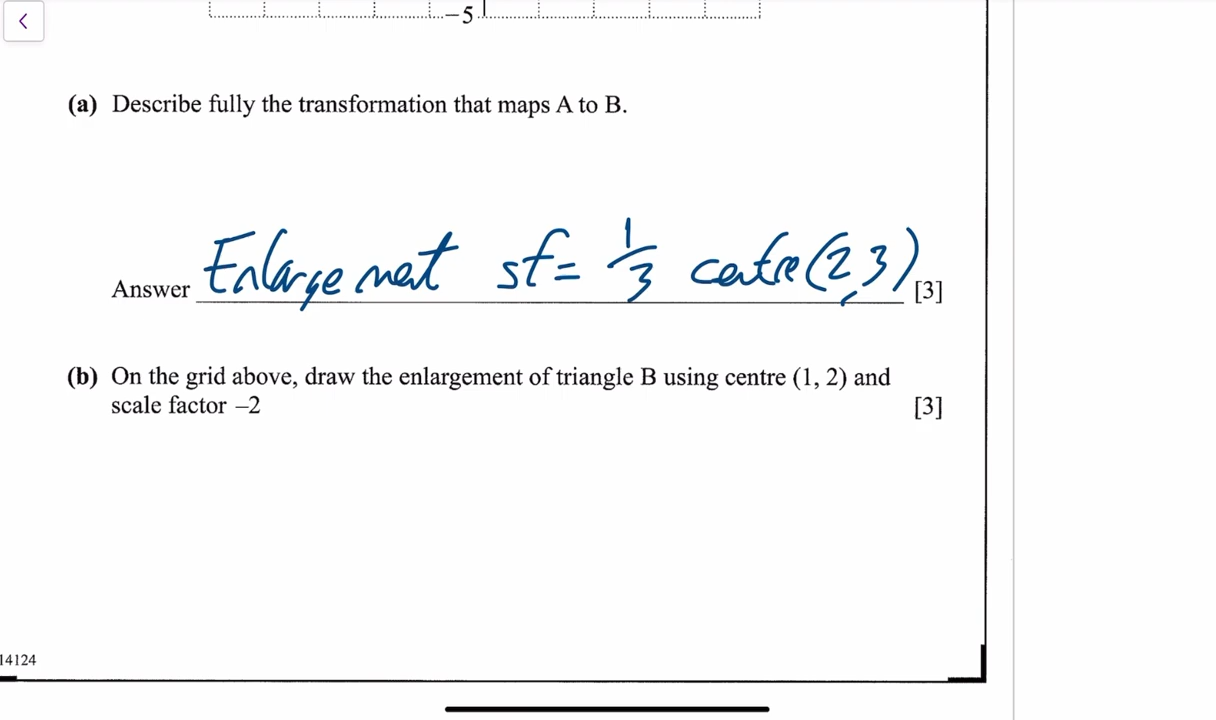 -5
(a) Describe fully the transformation that maps A to B.
Answer Enlargement sf = 1/3 centre (2,3) [3]
(b) On the grid above, draw the enlargement of triangle B using centre (1, 2) and
scale factor –2 [3]
14124